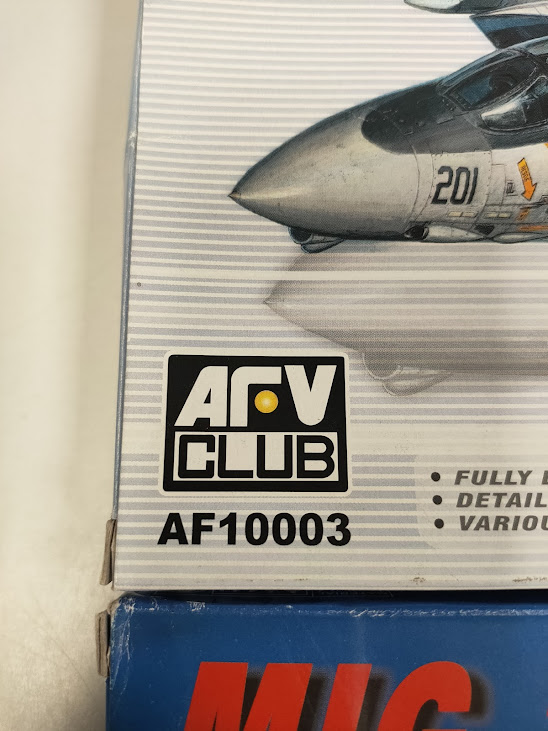 201
AFV
CLUB
AF10003
• FULLY
• DETAIL
• VARIOU
MIG